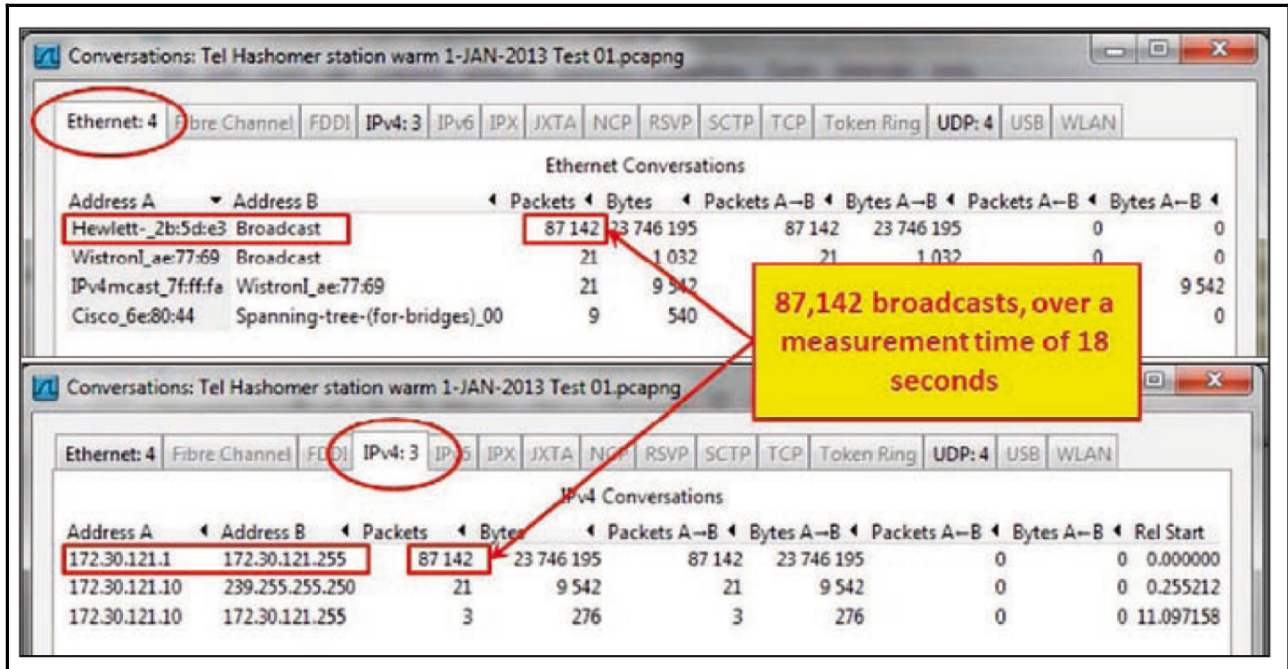 Conversations: Tel Hashomer station warm 1-JAN-2013 Test 01.pcapng
Ethernet: 4 Fibre Channel FDDI IPv4: 3 IPv6 IPX JXTA NCP RSVP SCTP TCP Token Ring UDP: 4 USB WLAN
Ethernet Conversations
Address A Address B Packets Bytes Packets A→B Bytes A→B Packets A←B Bytes A←B
Hewlett-_2b:5d:e3 Broadcast 87 142 23 746 195 87 142 23 746 195 0 0
WistronI_ae:77:69 Broadcast 21 1 032 21 1 032 0 0
IPv4mcast_7f:ff:fa WistronI_ae:77:69 21 9 542 9 542
Cisco_6e:80:44 Spanning-tree-(for-bridges)_00 9 540 0
87,142 broadcasts, over a
measurement time of 18
seconds
Conversations: Tel Hashomer station warm 1-JAN-2013 Test 01.pcapng
Ethernet: 4 Fibre Channel FDDI IPv4: 3 IPv6 IPX JXTA NCP RSVP SCTP TCP Token Ring UDP: 4 USB WLAN
IPv4 Conversations
Address A Address B Packets Bytes Packets A→B Bytes A→B Packets A←B Bytes A←B Rel Start
172.30.121.1 172.30.121.255 87 142 23 746 195 87 142 23 746 195 0 0 0.000000
172.30.121.10 239.255.255.250 21 9 542 21 9 542 0 0 0.255212
172.30.121.10 172.30.121.255 3 276 3 276 0 0 11.097158